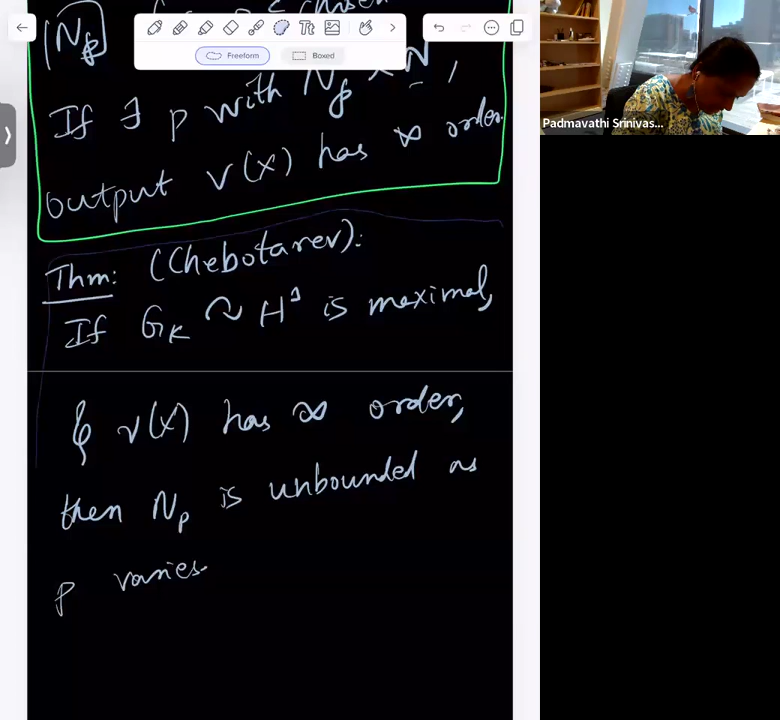 Freeform
Boxed
If ∃ p with N_p ∤ N,
output ν(X) has ∞ order.
Padmavathi Srinivas...
Thm: (Chebotarev):
If G_K ↷ H^1 is maximal,
& ν(X) has ∞ order,
then N_p is unbounded as
p varies.